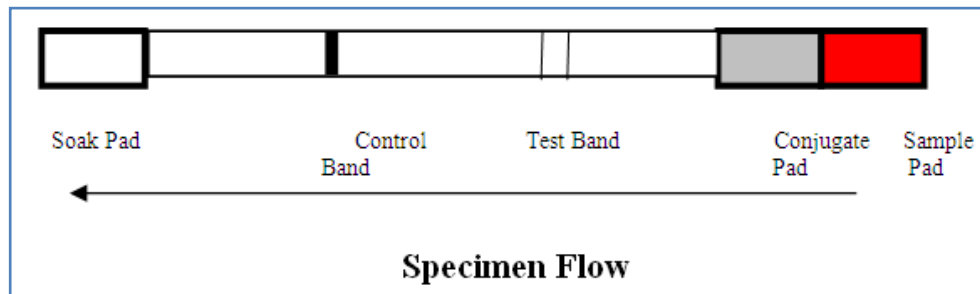 Soak Pad Control Test Band Conjugate Sample
Band Pad Pad
Specimen Flow